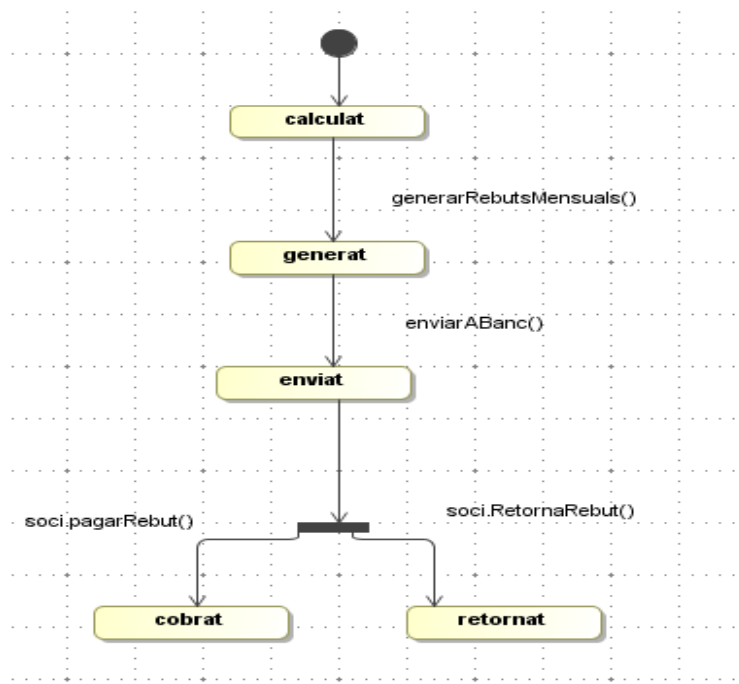 calculat
generarRebutsMensuals()
generat
enviarABanc()
enviat
soci.pagarRebut()
soci.RetornaRebut()
cobrat
retornat